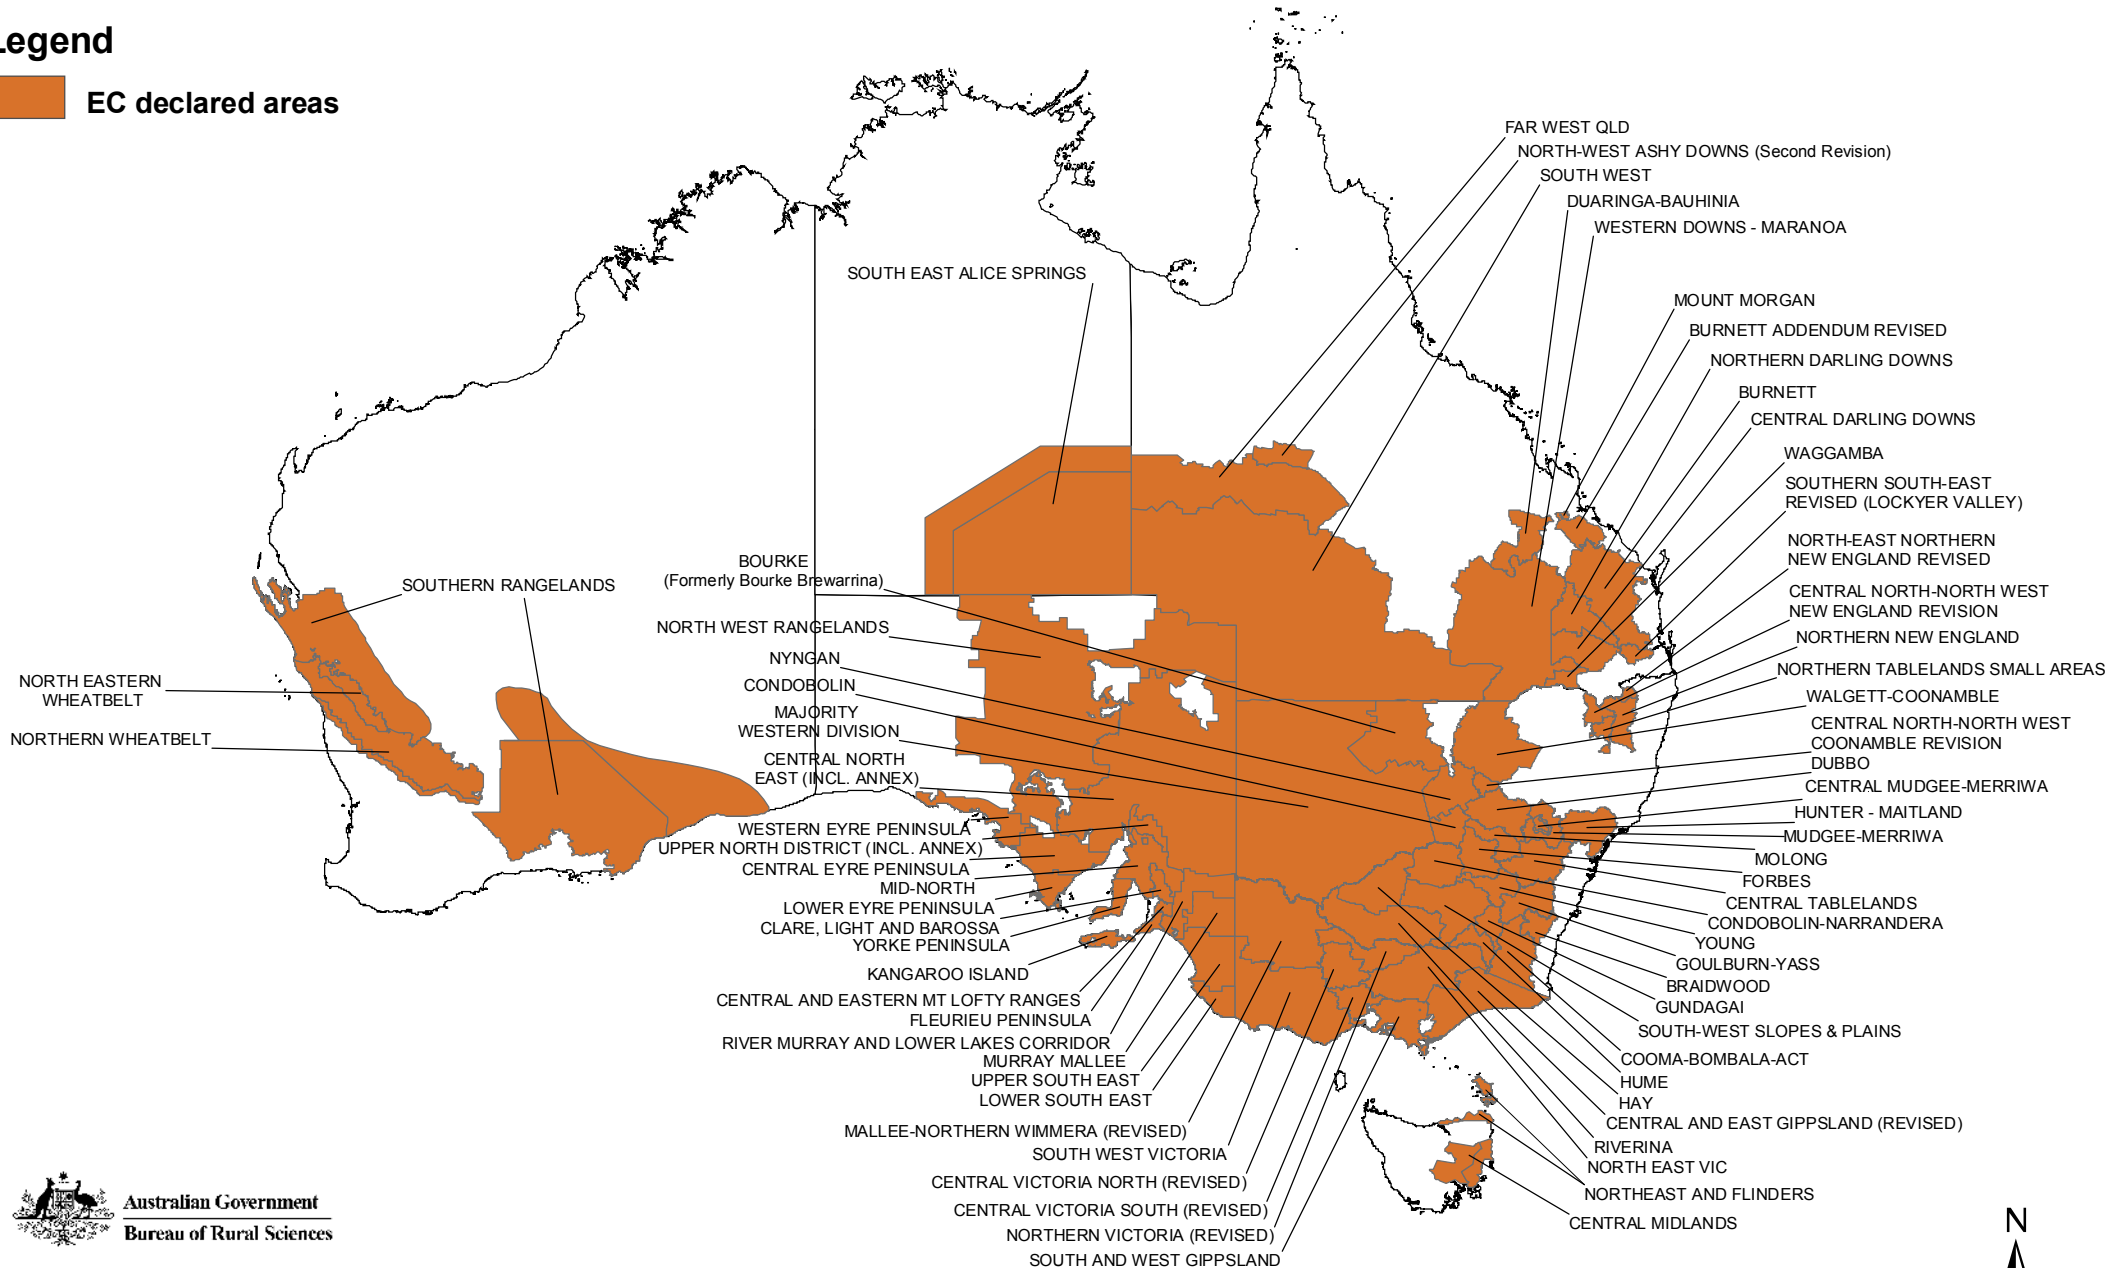 Legend
EC declared areas
FAR WEST QLD
NORTH-WEST ASHY DOWNS (Second Revision)
SOUTH WEST
DUARINGA-BAUHINIA
WESTERN DOWNS - MARANOA
SOUTH EAST ALICE SPRINGS
MOUNT MORGAN
BURNETT ADDENDUM REVISED
NORTHERN DARLING DOWNS
BURNETT
CENTRAL DARLING DOWNS
WAGGAMBA
SOUTHERN SOUTH-EAST
REVISED (LOCKYER VALLEY)
NORTH-EAST NORTHERN
NEW ENGLAND REVISED
CENTRAL NORTH-NORTH WEST
NEW ENGLAND REVISION
NORTHERN NEW ENGLAND
NORTHERN TABLELANDS SMALL AREAS
WALGETT-COONAMBLE
CENTRAL NORTH-NORTH WEST
COONAMBLE REVISION
DUBBO
CENTRAL MUDGEE-MERRIWA
HUNTER - MAITLAND
MUDGEE-MERRIWA
MOLONG
FORBES
CENTRAL TABLELANDS
CONDOBOLIN-NARRANDERA
YOUNG
GOULBURN-YASS
BRAIDWOOD
GUNDAGAI
SOUTH-WEST SLOPES & PLAINS
COOMA-BOMBALA-ACT
HUME
HAY
CENTRAL AND EAST GIPPSLAND (REVISED)
RIVERINA
NORTH EAST VIC
NORTHEAST AND FLINDERS
CENTRAL MIDLANDS
BOURKE
(Formerly Bourke Brewarrina)
SOUTHERN RANGELANDS
NORTH WEST RANGELANDS
NYNGAN
CONDOBOLIN
MAJORITY
WESTERN DIVISION
CENTRAL NORTH
EAST (INCL. ANNEX)
NORTH EASTERN
WHEATBELT
NORTHERN WHEATBELT
WESTERN EYRE PENINSULA
UPPER NORTH DISTRICT (INCL. ANNEX)
CENTRAL EYRE PENINSULA
MID-NORTH
LOWER EYRE PENINSULA
CLARE, LIGHT AND BAROSSA
YORKE PENINSULA
KANGAROO ISLAND
CENTRAL AND EASTERN MT LOFTY RANGES
FLEURIEU PENINSULA
RIVER MURRAY AND LOWER LAKES CORRIDOR
MURRAY MALLEE
UPPER SOUTH EAST
LOWER SOUTH EAST
MALLEE-NORTHERN WIMMERA (REVISED)
SOUTH WEST VICTORIA
CENTRAL VICTORIA NORTH (REVISED)
CENTRAL VICTORIA SOUTH (REVISED)
NORTHERN VICTORIA (REVISED)
SOUTH AND WEST GIPPSLAND
Australian Government
Bureau of Rural Sciences
N